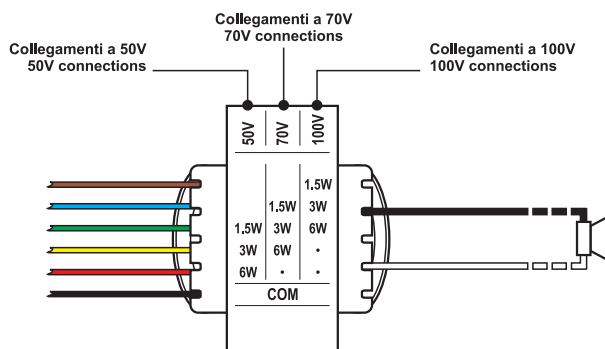 Collegamenti a 70V
70V connections
Collegamenti a 50V
50V connections
Collegamenti a 100V
100V connections
50V 70V 100V
1.5W
1.5W 3W
1.5W 3W 6W
3W 6W •
6W • •
COM